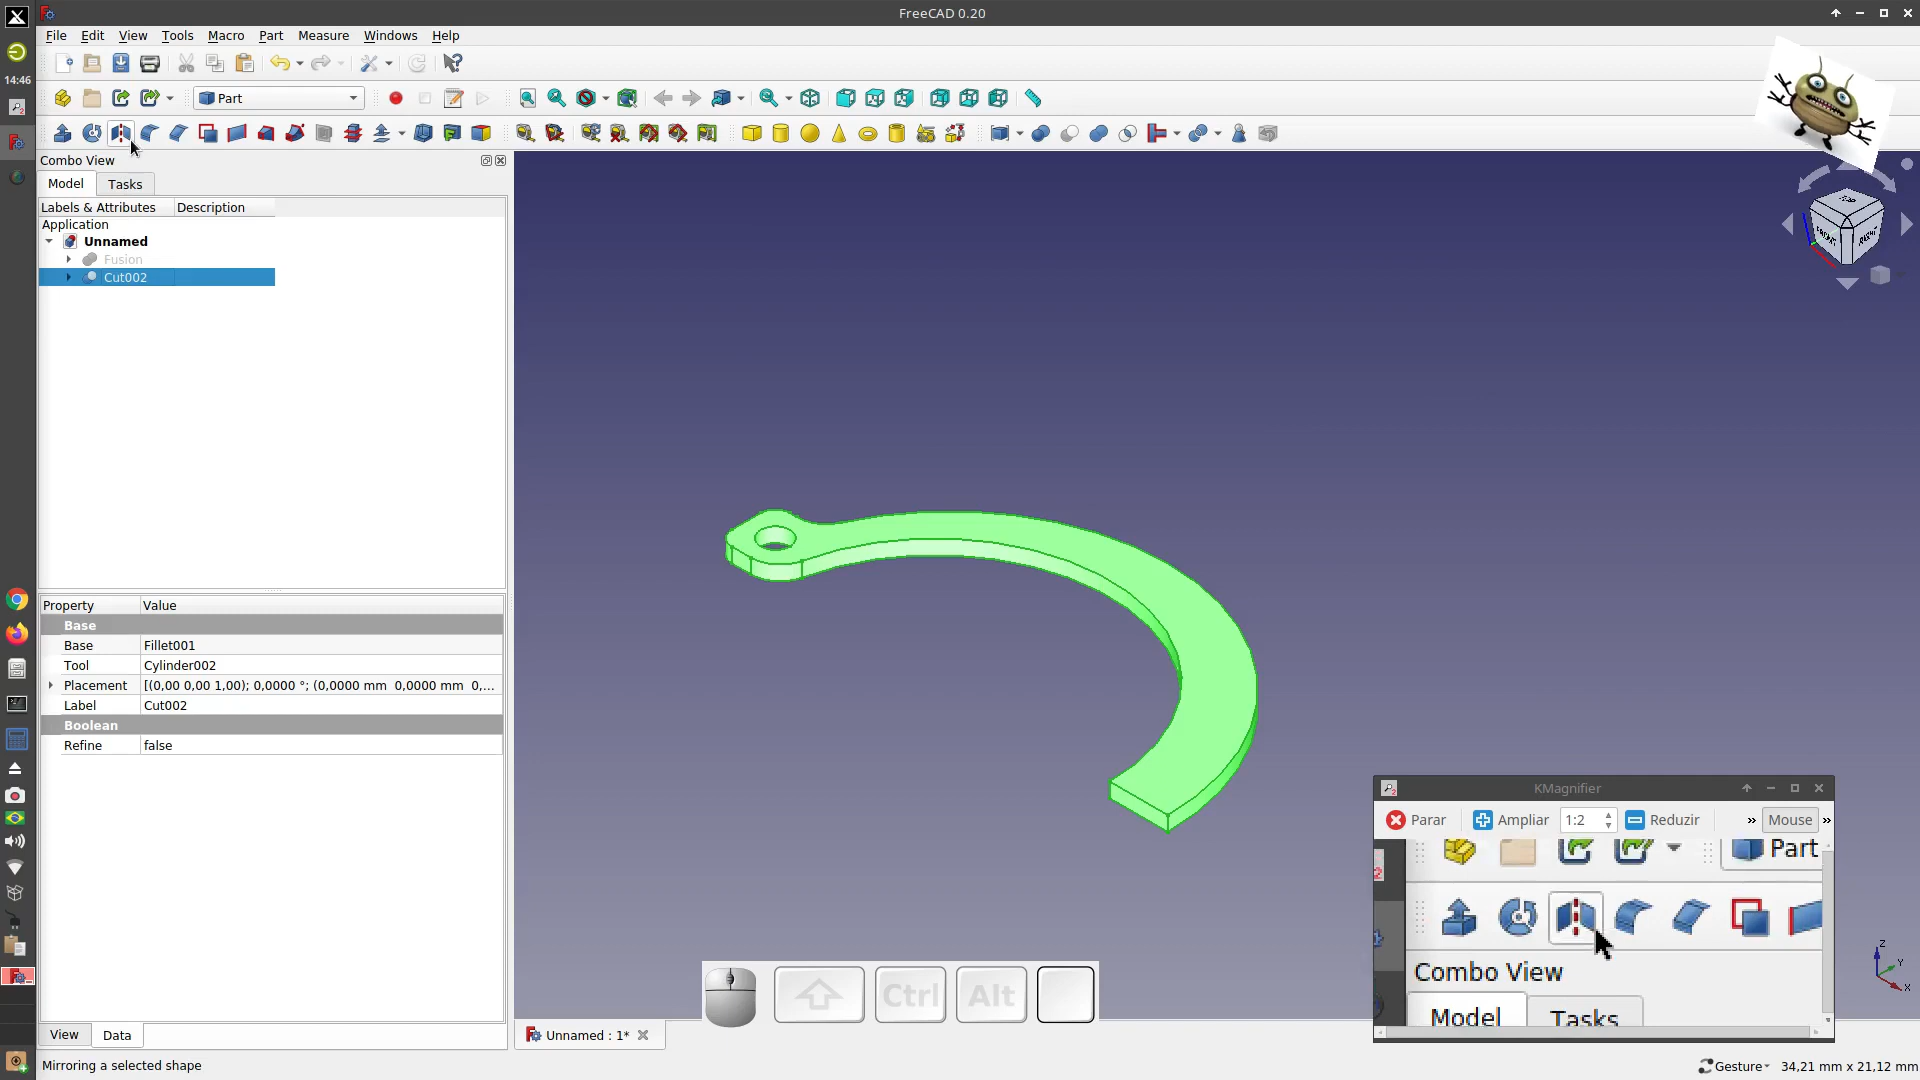 FreeCAD 0.20
File Edit View Tools Macro Part Measure Windows Help
14:46
Part
Combo View
Model Tasks
Labels & Attributes Description
Application
Unnamed
Fusion
Cut002
TOP
FRONT
RIGHT
Property Value
Base
Base Fillet001
Tool Cylinder002
Placement [(0,00 0,00 1,00); 0,0000 °; (0,0000 mm 0,0000 mm 0,...
Label Cut002
Boolean
Refine false
KMagnifier
Parar Ampliar 1:2 Reduzir » Mouse »
Part
Combo View
Model Tasks
Ctrl Alt
Z
Y
X
View Data
Unnamed : 1*
Mirroring a selected shape
Gesture 34,21 mm x 21,12 mm